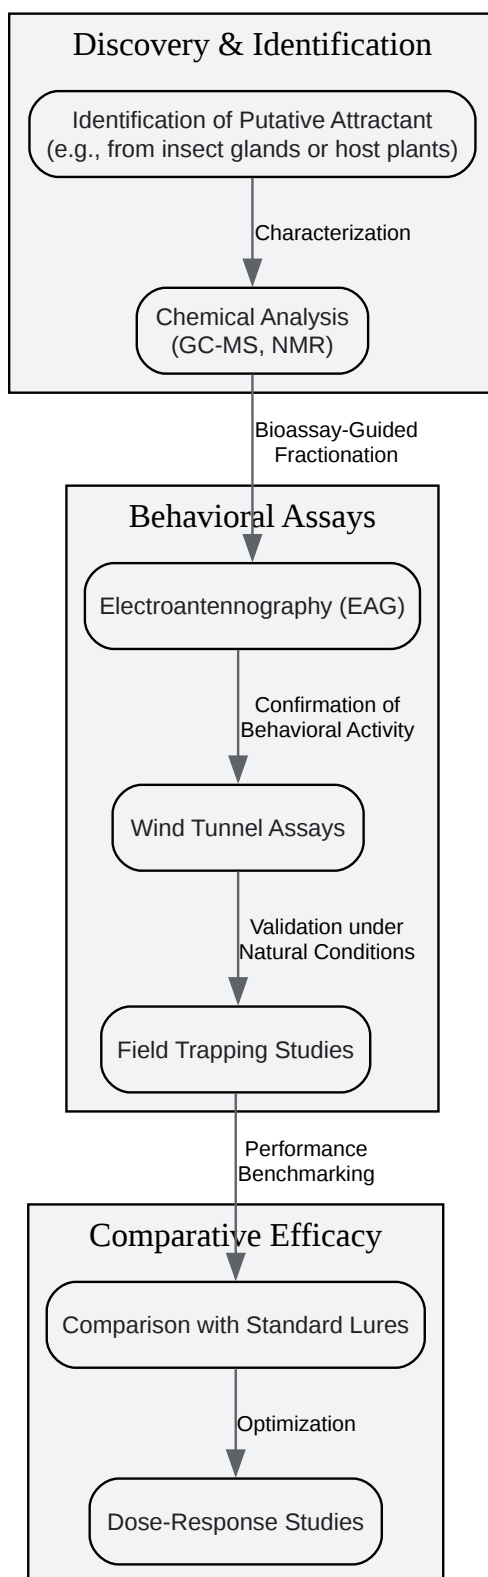 Discovery & Identification
Identification of Putative Attractant
(e.g., from insect glands or host plants)
Characterization
Chemical Analysis
(GC-MS, NMR)
Bioassay-Guided
Fractionation
Behavioral Assays
Electroantennography (EAG)
Confirmation of
Behavioral Activity
Wind Tunnel Assays
Validation under
Natural Conditions
Field Trapping Studies
Performance
Benchmarking
Comparative Efficacy
Comparison with Standard Lures
Optimization
Dose-Response Studies